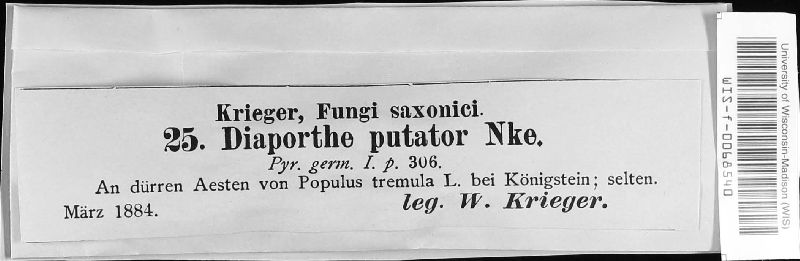 Krieger, Fungi saxonici.
25. Diaporthe putator Nke.
Pyr. germ. I. p. 306.
An dürren Aesten von Populus tremula L. bei Königstein; selten.
März 1884.
leg. W. Krieger.
University of Wisconsin-Madison (WIS)
WIS-f-0068540